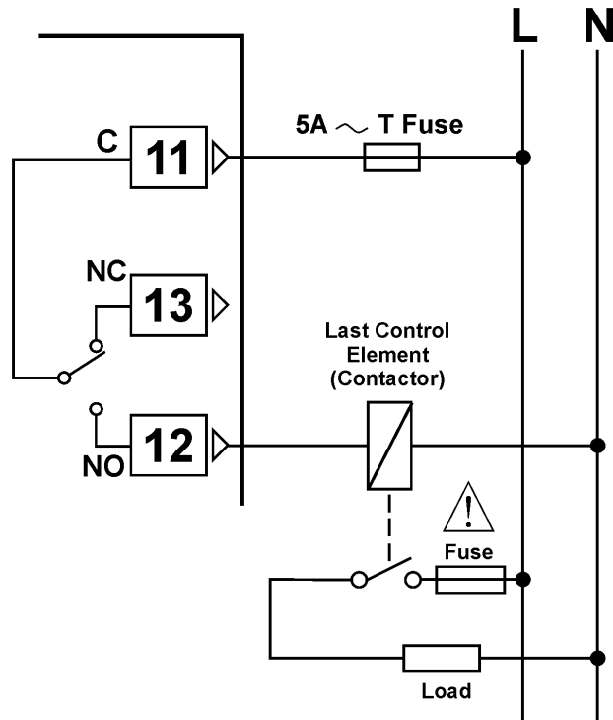 L N
5A ~ T Fuse
C
11
NC
13
Last Control
Element
(Contactor)
12
NO
!
Fuse
Load